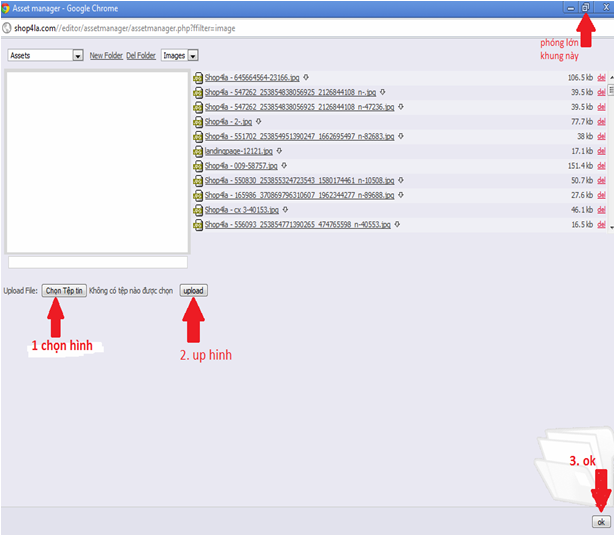 Asset manager - Google Chrome
shop4la.com//editor/assetmanager/assetmanager.php?ffilter=image
phóng lớn
khung này
Assets New Folder Del Folder Images
Shop4la - 645664564-23166.jpg 106.5 kb del
Shop4la - 547262_253854838056925_2126844108_n-.jpg 39.5 kb del
Shop4la - 547262_253854838056925_2126844108_n-47236.jpg 39.5 kb del
Shop4la - 2-.jpg 77.7 kb del
Shop4la - 551702_253854951390247_1662695497_n-82683.jpg 38 kb del
landingpage-12121.jpg 17.1 kb del
Shop4la - 009-58757.jpg 151.4 kb del
Shop4la - 550830_253855324723543_1580174461_n-10508.jpg 50.7 kb del
Shop4la - 165986_370869796310607_1962344277_n-89688.jpg 27.6 kb del
Shop4la - cx 3-40153.jpg 46.1 kb del
Shop4la - 556093_253854771390265_474765598_n-40553.jpg 16.5 kb del
Upload File: Chọn Tệp tin Không có tệp nào được chọn upload
1 chọn hình
2. up hinh
3. ok
ok